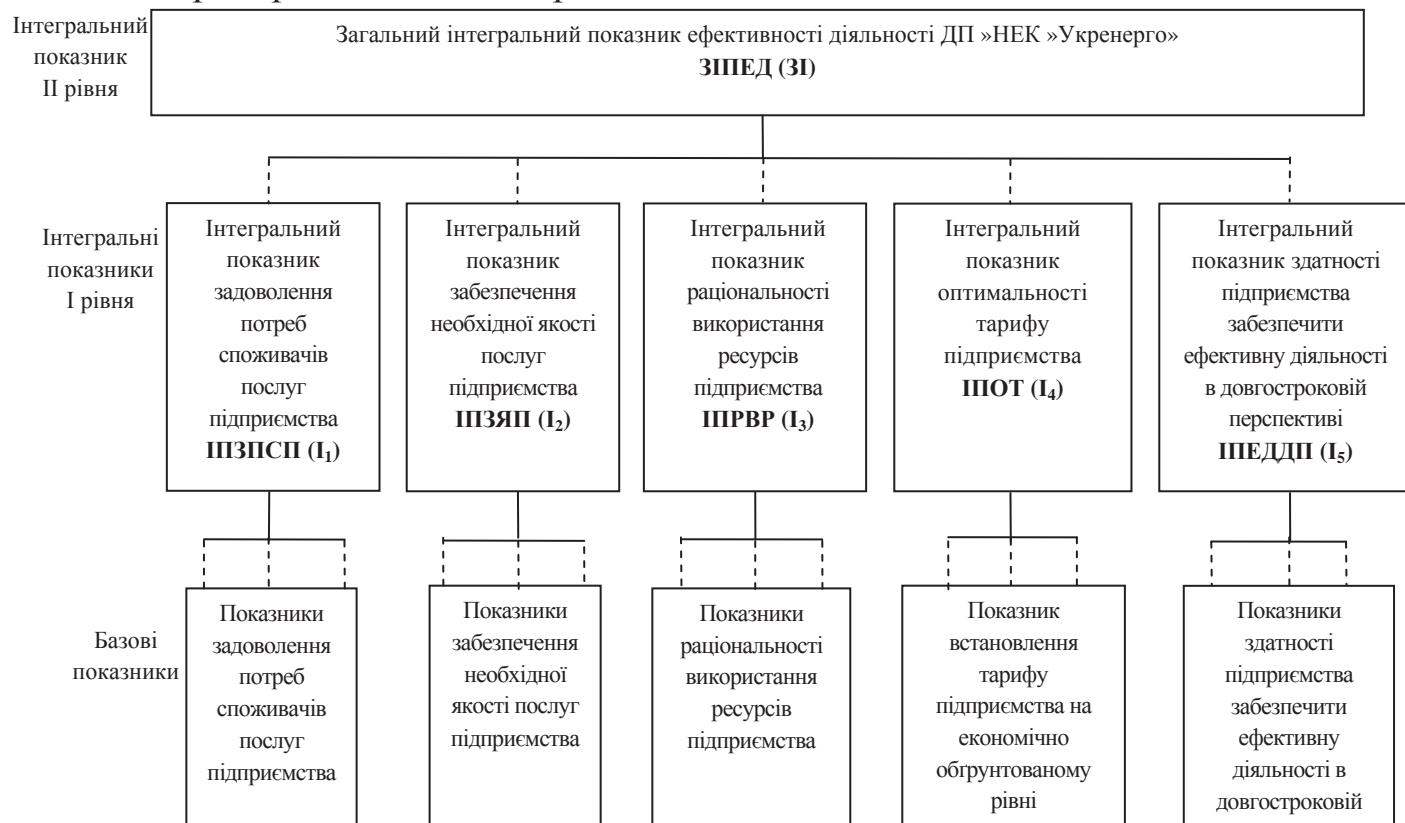 Інтегральний
показник
ІІ рівня
Загальний інтегральний показник ефективності діяльності ДП »НЕК »Укренерго»
ЗІПЕД (ЗІ)
Інтегральні
показники
І рівня
Інтегральний
показник
задоволення
потреб
споживачів
послуг
підприємства
ІПЗПСП (I₁)
Інтегральний
показник
забезпечення
необхідної якості
послуг
підприємства
ІПЗЯП (I₂)
Інтегральний
показник
раціональності
використання
ресурсів
підприємства
ІПРВР (I₃)
Інтегральний
показник
оптимальності
тарифу
підприємства
ІПОТ (I₄)
Інтегральний
показник здатності
підприємства
забезпечити
ефективну діяльності
в довгостроковій
перспективі
ІПЕДДП (I₅)
Базові
показники
Показники
задоволення
потреб
споживачів
послуг
підприємства
Показники
забезпечення
необхідної
якості послуг
підприємства
Показники
раціональності
використання
ресурсів
підприємства
Показник
встановлення
тарифу
підприємства на
економічно
обґрунтованому
рівні
Показники
здатності
підприємства
забезпечити
ефективну
діяльності в
довгостроковій